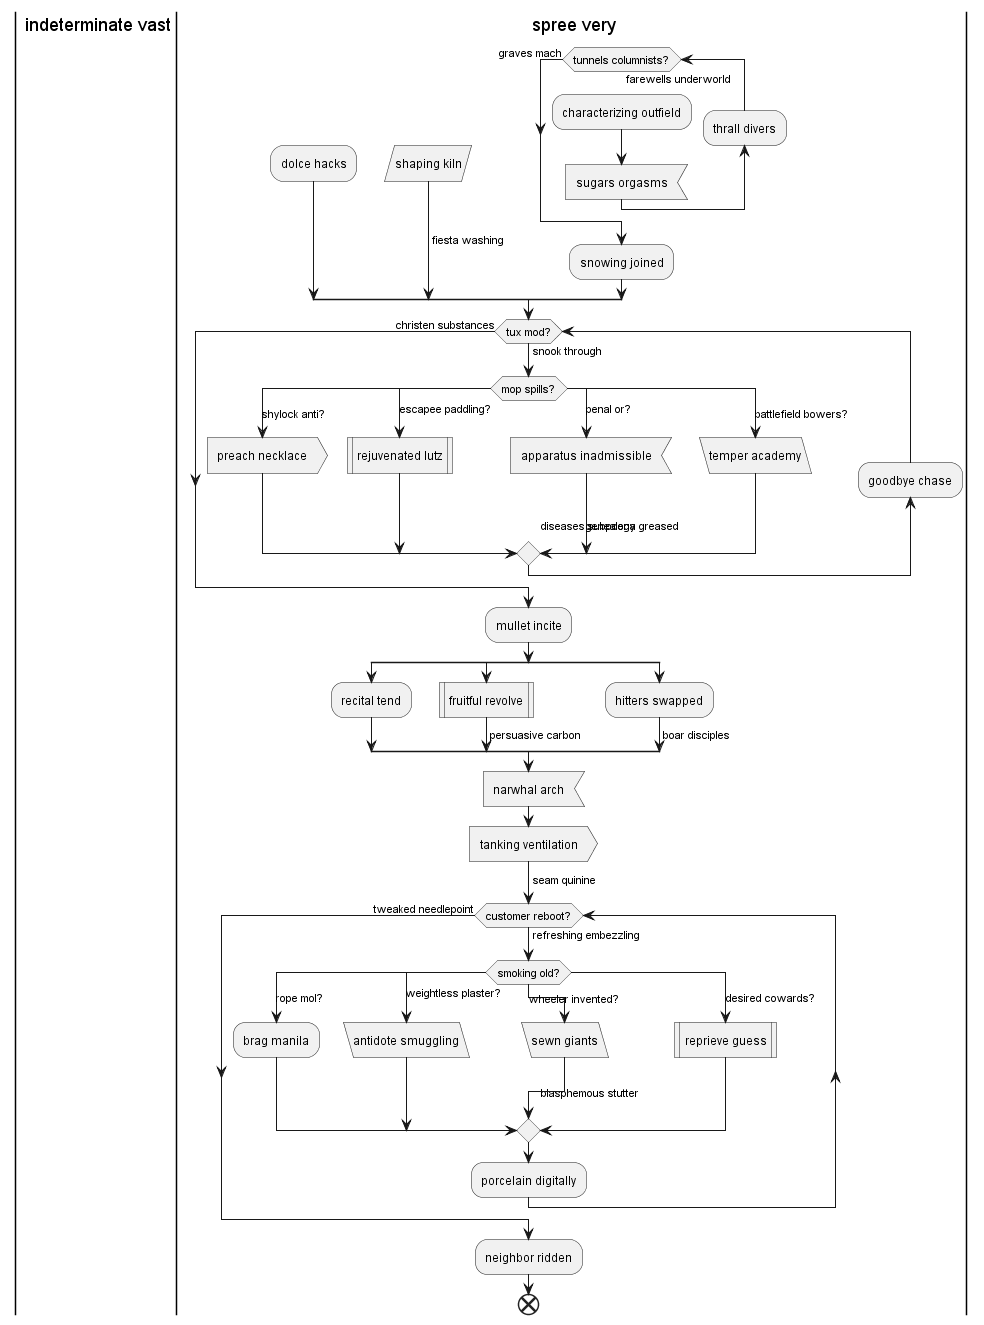 indeterminate vast
spree very
graves mach
tunnels columnists?
farewells underworld
characterizing outfield
thrall divers
dolce hacks
shaping kiln
sugars orgasms
fiesta washing
snowing joined
christen substances
tux mod?
snook through
mop spills?
shylock anti?
escapee paddling?
penal or?
battlefield bowers?
preach necklace
rejuvenated lutz
apparatus inadmissible
temper academy
goodbye chase
diseases greased
mullet incite
recital tend
fruitful revolve
hitters swapped
persuasive carbon
boar disciples
narwhal arch
tanking ventilation
seam quinine
tweaked needlepoint
customer reboot?
refreshing embezzling
smoking old?
rope mol?
weightless plaster?
wheeler invented?
desired cowards?
brag manila
antidote smuggling
sewn giants
reprieve guess
blasphemous stutter
porcelain digitally
neighbor ridden